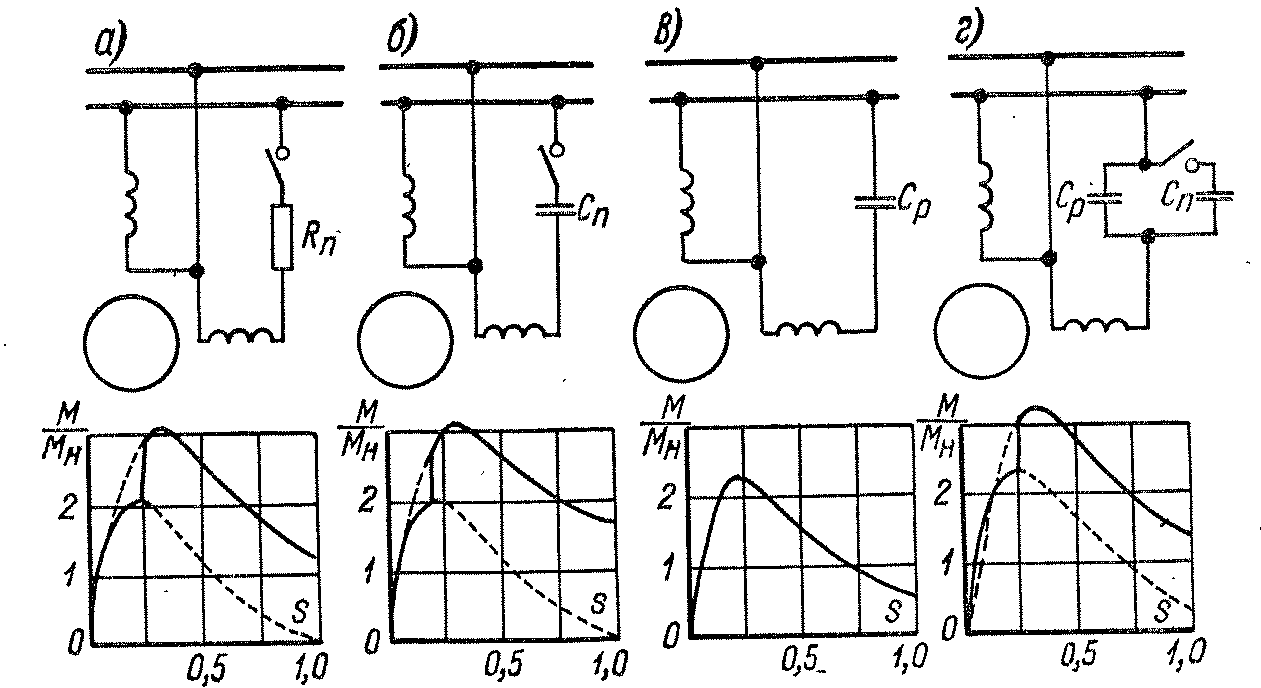 а) б) в) г)
Rп Cп Cр Cр Cп
M/Mн M/Mн M/Mн M/Mн
2 2 2 2
1 1 1 1
S S S S
0 0 0 0
0,5 1,0 0,5 1,0 0,5 1,0 0,5 1,0